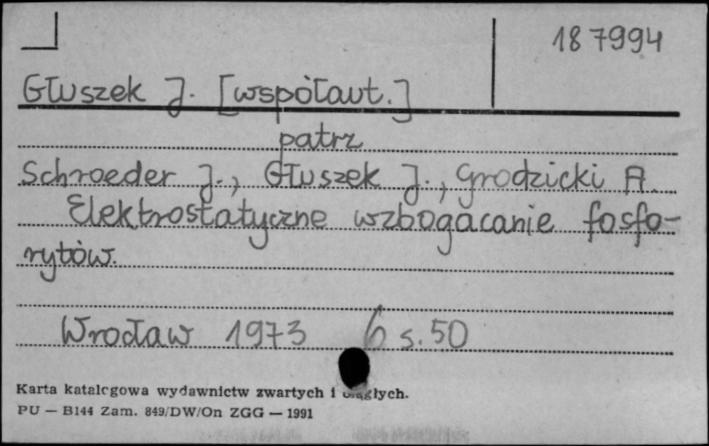 187994
Głuszek J. [współaut.]
patrz
Schroeder J., Głuszek J., Grodzicki A.
Elektrostatyczne wzbogacanie fosfo-
rytów.
Wrocław 1973 6 s. 50
Karta katalogowa wydawnictw zwartych i ciągłych.
PU — B144 Zam. 849/DW/On ZGG — 1991